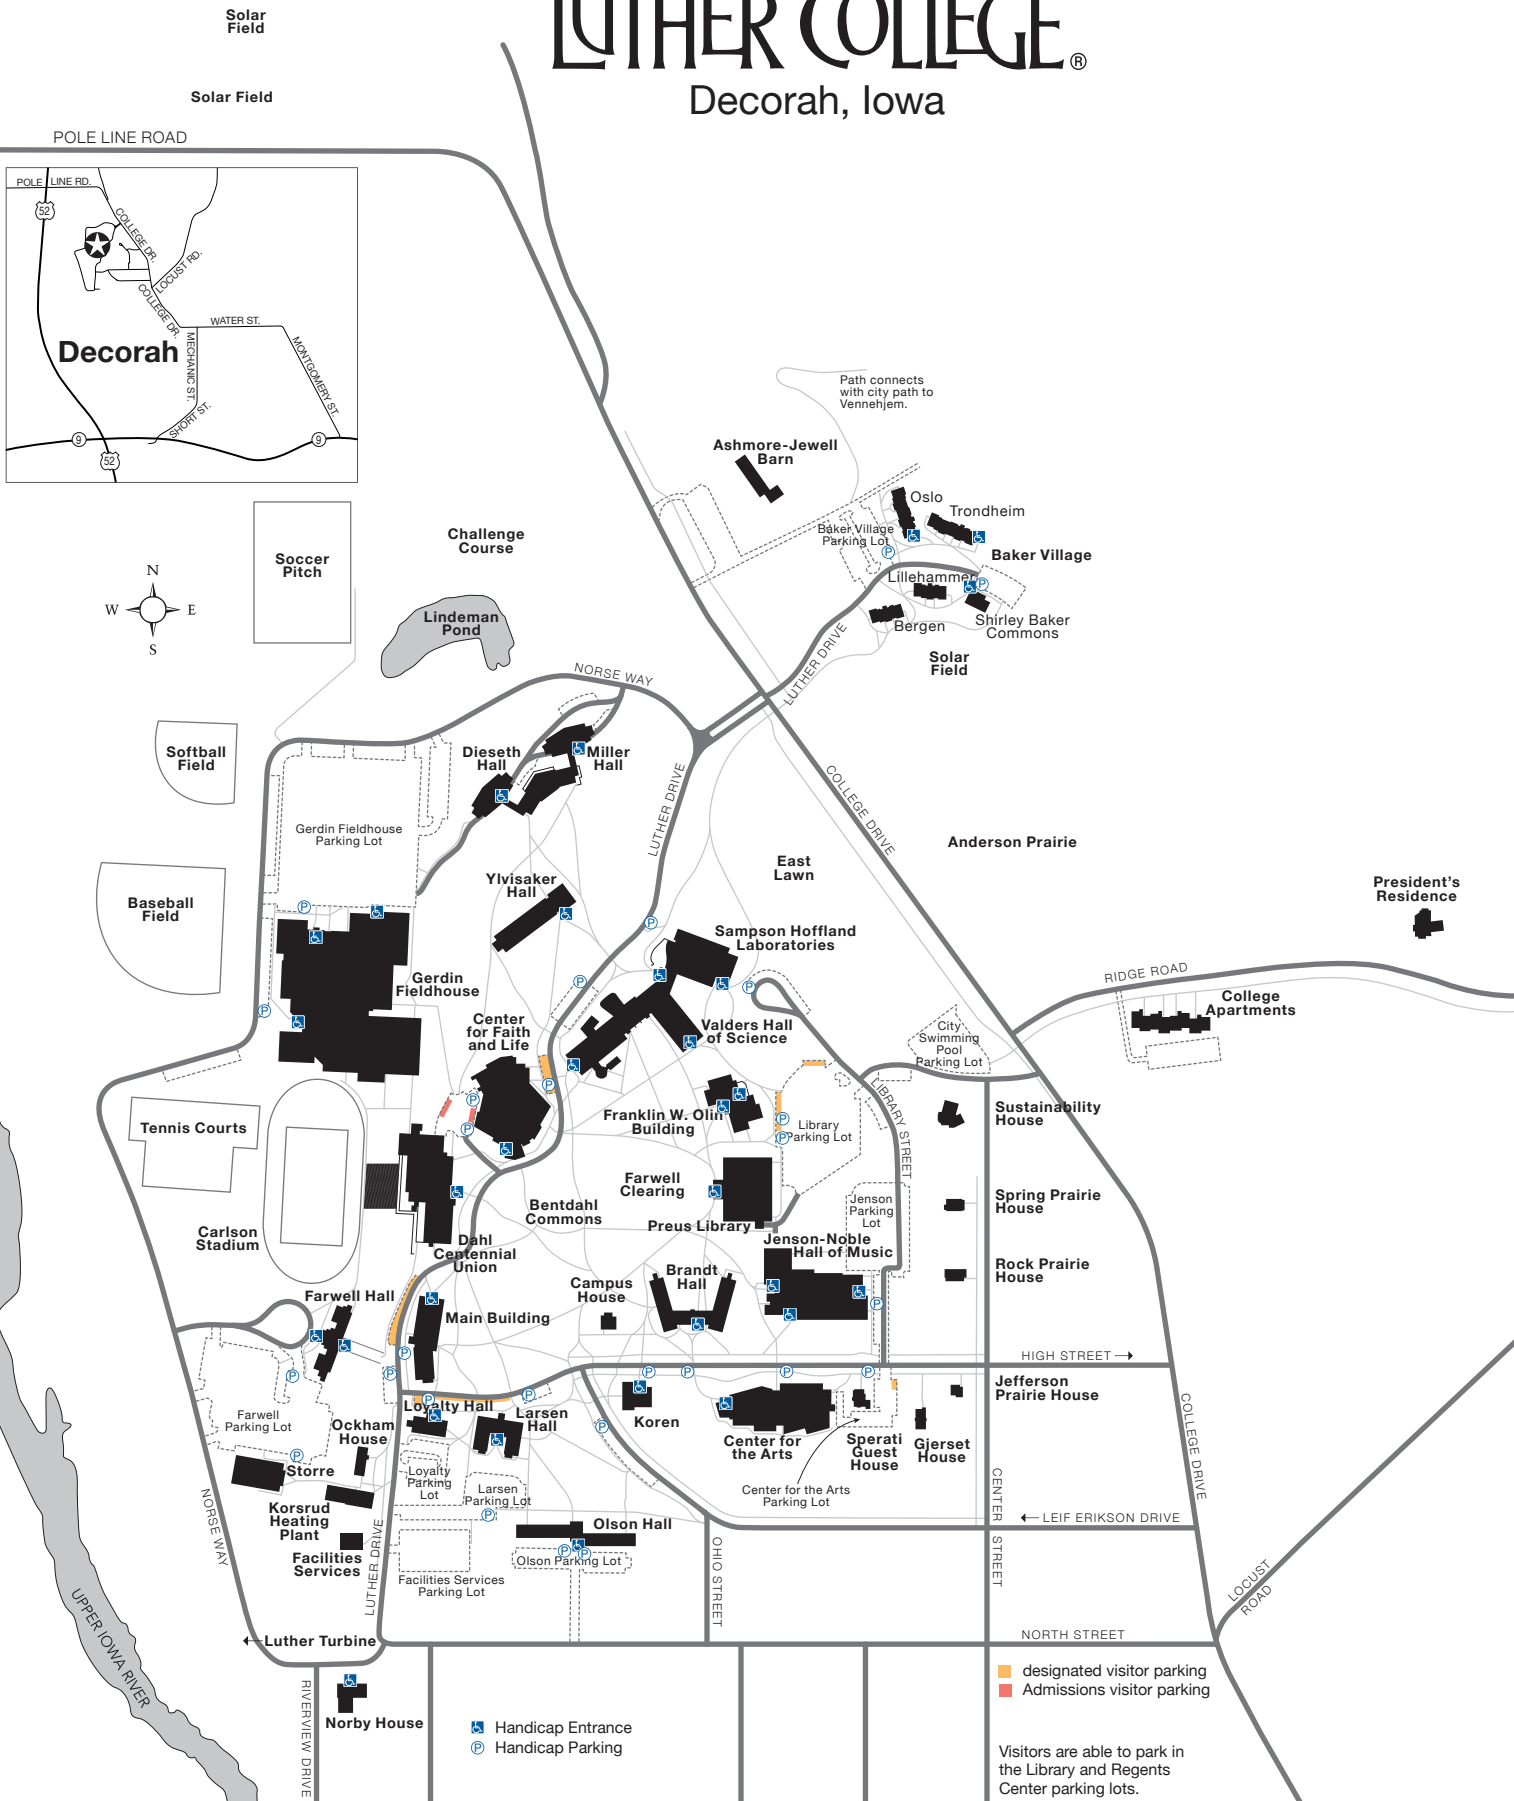 Solar
Field
LUTHER COLLEGE®
Decorah, Iowa
Solar Field
POLE LINE ROAD
POLE LINE RD.
52
COLLEGE DR.
LOCUST RD.
COLLEGE DR.
WATER ST.
MECHANIC ST.
MONTGOMERY ST.
Decorah
SHORT ST.
9
9
52
Path connects
with city path to
Vennehjem.
Ashmore-Jewell
Barn
Oslo
Trondheim
Baker Village
Parking Lot
P
Baker Village
Lillehammer
P
Shirley Baker
Commons
Bergen
Solar
Field
LUTHER DRIVE
Soccer
Pitch
Challenge
Course
N
W E
S
Lindeman
Pond
NORSE WAY
Softball
Field
Dieseth
Hall
Miller
Hall
LUTHER DRIVE
COLLEGE DRIVE
Gerdin Fieldhouse
Parking Lot
Anderson Prairie
East
Lawn
Ylvisaker
Hall
President's
Residence
Baseball
Field
P
P
Sampson Hoffland
Laboratories
Gerdin
Fieldhouse
P
P
P
RIDGE ROAD
College
Apartments
Center
for Faith
and Life
Valders Hall
of Science
City
Swimming
Pool
Parking Lot
P
P
P
Franklin W. Olin
Building
P
P
Library
Parking Lot
LIBRARY STREET
Sustainability
House
Tennis Courts
Farwell
Clearing
Bentdahl
Commons
Preus Library
Jenson
Parking
Lot
Spring Prairie
House
Carlson
Stadium
Dahl
Centennial
Union
Jenson-Noble
Hall of Music
Rock Prairie
House
Brandt
Hall
Campus
House
P
Farwell Hall
Main Building
P
P
P
HIGH STREET →
P
P
P
P
P
P
Jefferson
Prairie House
Loyalty Hall
Larsen
Hall
P
Koren
Center for
the Arts
Sperati
Guest
House
Gjerset
House
COLLEGE DRIVE
Farwell
Parking Lot
Ockham
House
P
Storre
Loyalty
Parking
Lot
Larsen
Parking Lot
P
Center for the Arts
Parking Lot
CENTER STREET
Korsrud
Heating
Plant
Facilities
Services
NORSE WAY
LUTHER DRIVE
Olson Hall
P
P
Olson Parking Lot
Facilities Services
Parking Lot
← LEIF ERIKSON DRIVE
OHIO STREET
LOCUST
ROAD
UPPER IOWA RIVER
← Luther Turbine
NORTH STREET
designated visitor parking
Admissions visitor parking
RIVERVIEW DRIVE
Norby House
Handicap Entrance
P Handicap Parking
Visitors are able to park in
the Library and Regents
Center parking lots.